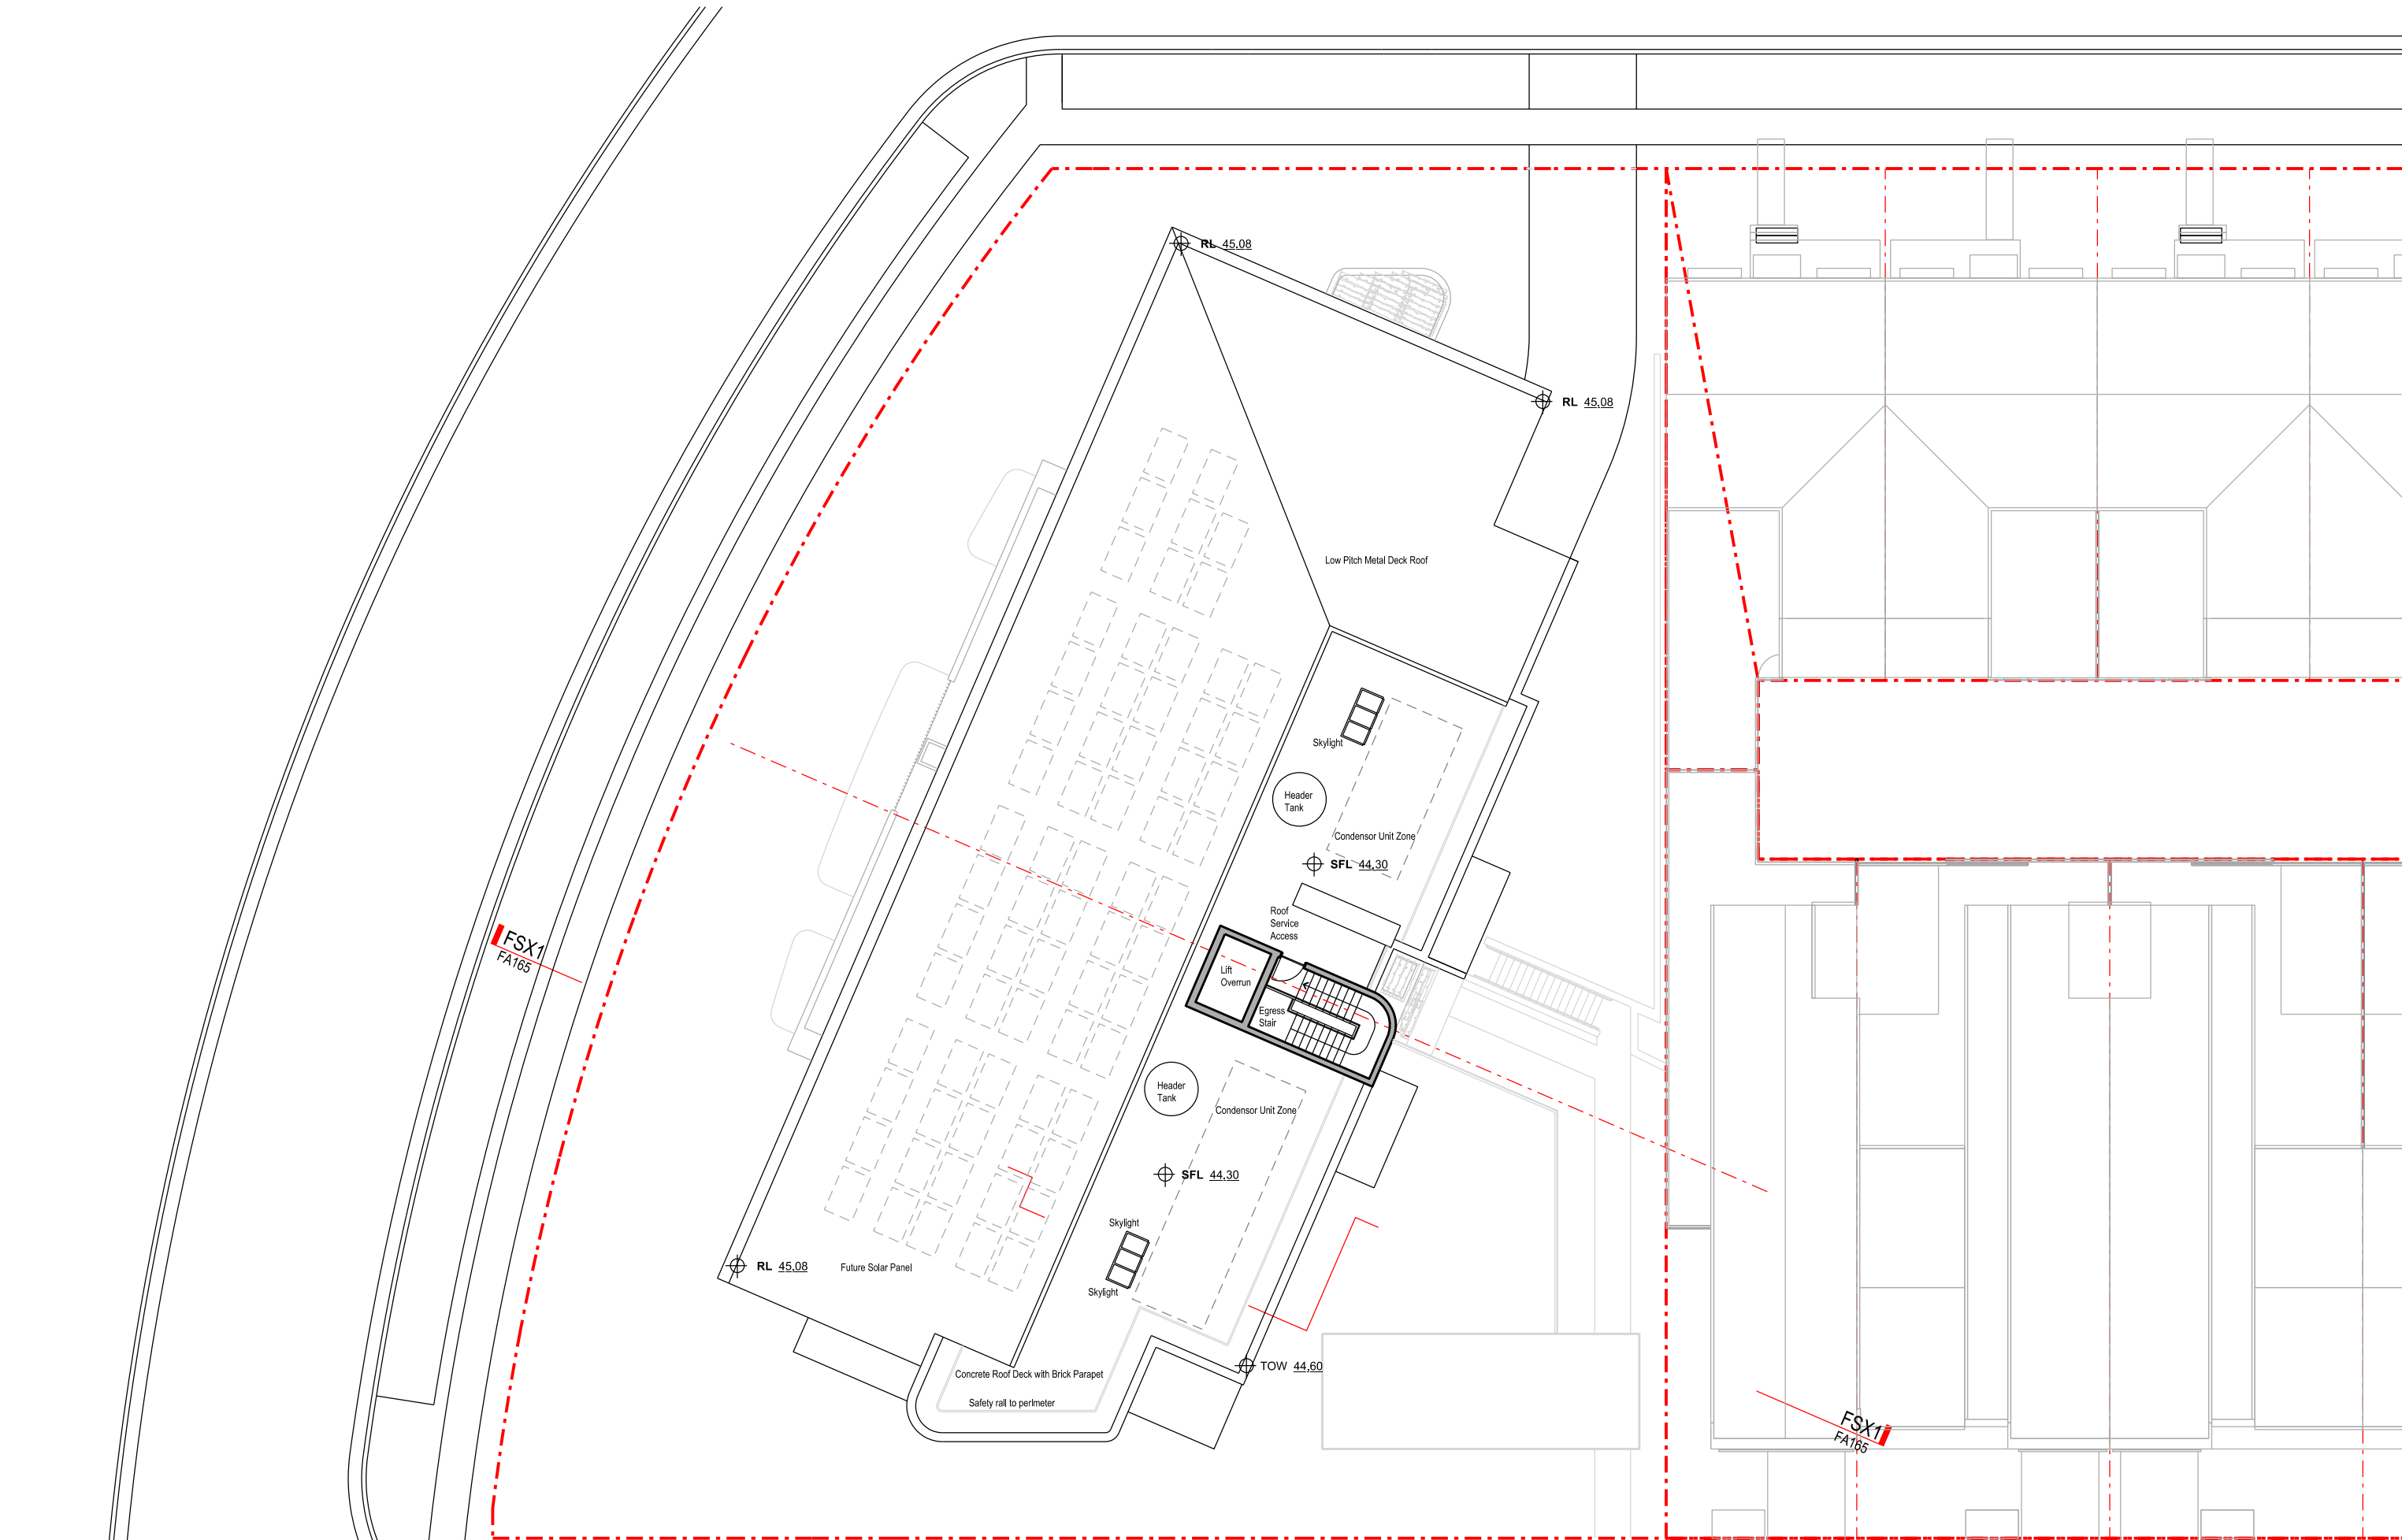 RL 45,08
RL 45,08
Low Pitch Metal Deck Roof
Skylight
Header
Tank
Condensor Unit Zone
SFL 44,30
Roof
Service
Access
FSX1
FA165
Lift
Overrun
Egress
Stair
Header
Tank
Condensor Unit Zone
SFL 44,30
Skylight
RL 45,08
Future Solar Panel
Skylight
TOW 44,60
Concrete Roof Deck with Brick Parapet
Safety rail to perimeter
FSX1
FA165